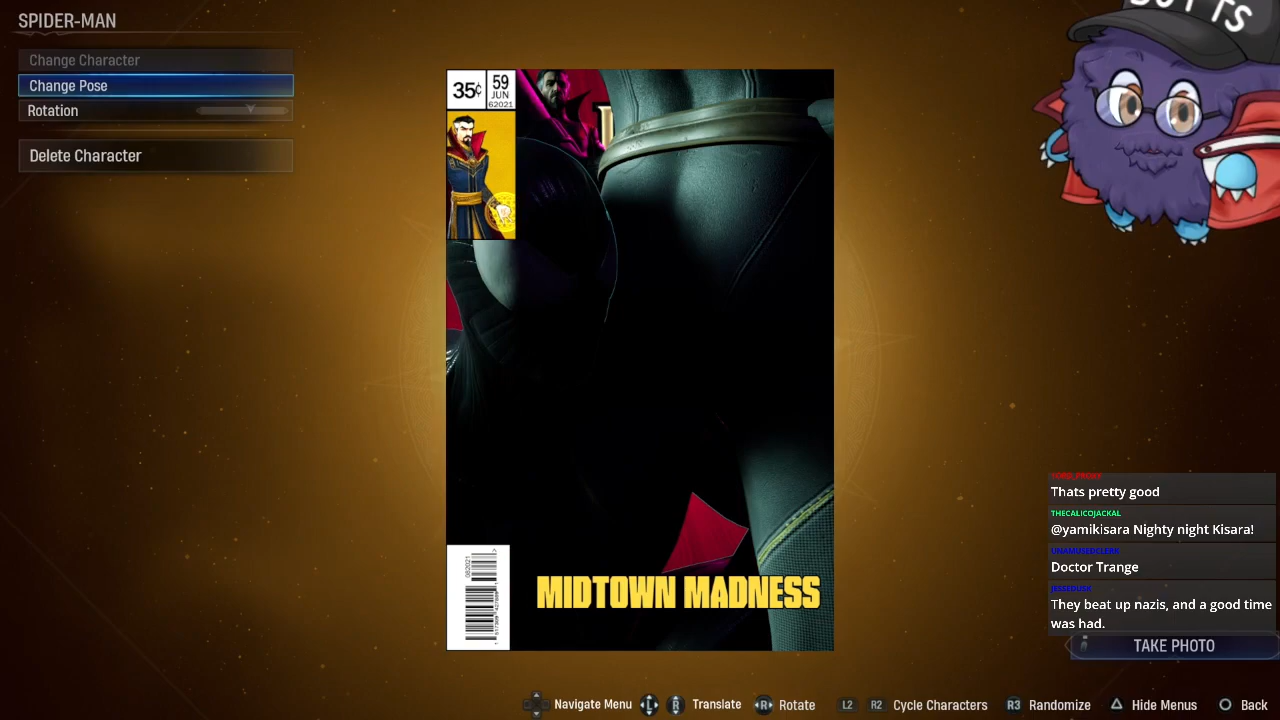 SPIDER-MAN
Change Character
Change Pose
Rotation
Delete Character
35¢
59
JUN
62021
MIDTOWN MADNESS
Thats pretty good
THECALICOJACKAL
@yamikisara Nighty night Kisara!
UNAMUSEDCLERK
Doctor Trange
They beat up nazis and a good time
was had.
TAKE PHOTO
Navigate Menu
Translate
Rotate
L2
R2
Cycle Characters
R3
Randomize
Hide Menus
Back